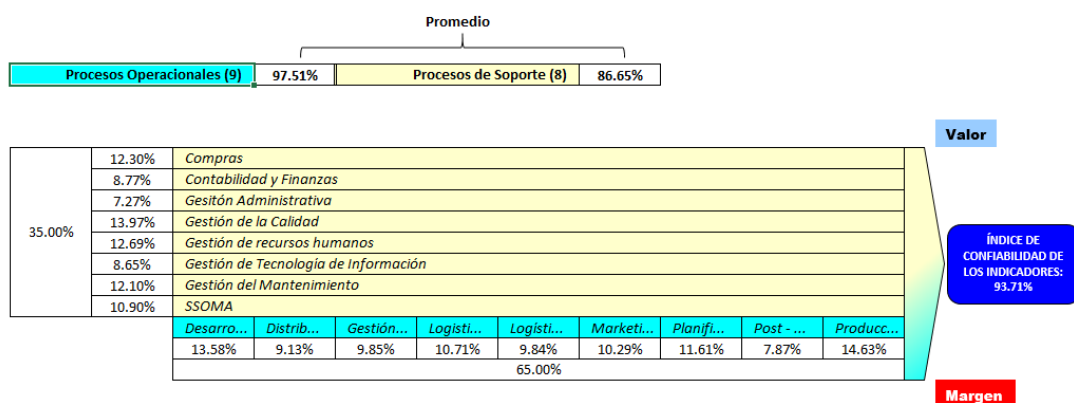 Promedio
Procesos Operacionales (9) 97.51% Procesos de Soporte (8) 86.65%
Valor
12.30% Compras
8.77% Contabilidad y Finanzas
7.27% Gesitón Administrativa
35.00%
13.97% Gestión de la Calidad
12.69% Gestión de recursos humanos
8.65% Gestión de Tecnología de Información
12.10% Gestión del Mantenimiento
10.90% SSOMA
ÍNDICE DE
CONFIABILIDAD DE
LOS INDICADORES:
93.71%
Desarro... Distrib... Gestión... Logisti... Logísti... Marketi... Planifi... Post - ... Producc...
13.58% 9.13% 9.85% 10.71% 9.84% 10.29% 11.61% 7.87% 14.63%
65.00%
Margen